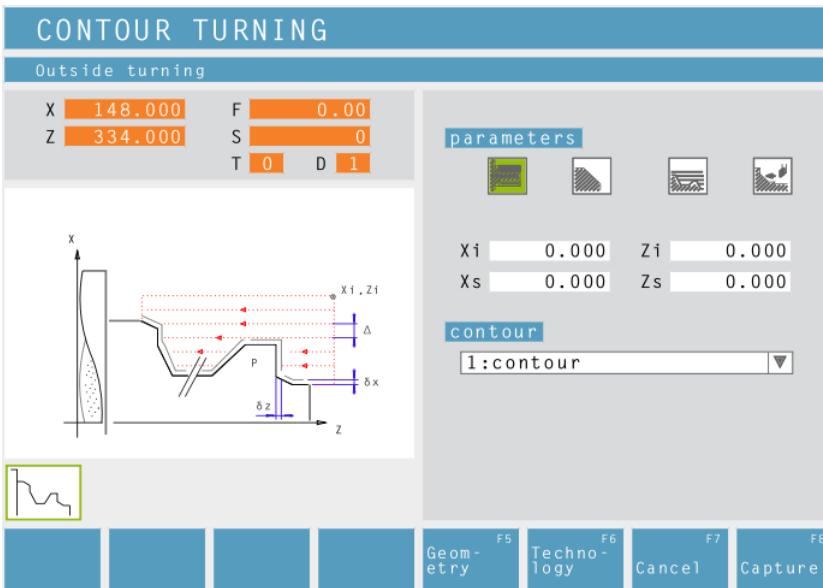 CONTOUR TURNING
Outside turning
X 148.000 F 0.00
Z 334.000 S 0
T 0 D 1
parameters
Xi 0.000 Zi 0.000
Xs 0.000 Zs 0.000
contour
1:contour
X
Xi,Zi
Δ
P
δx
δz
Z
F5 F6 F7 F8
Geom- Techno-
etry logy Cancel Capture